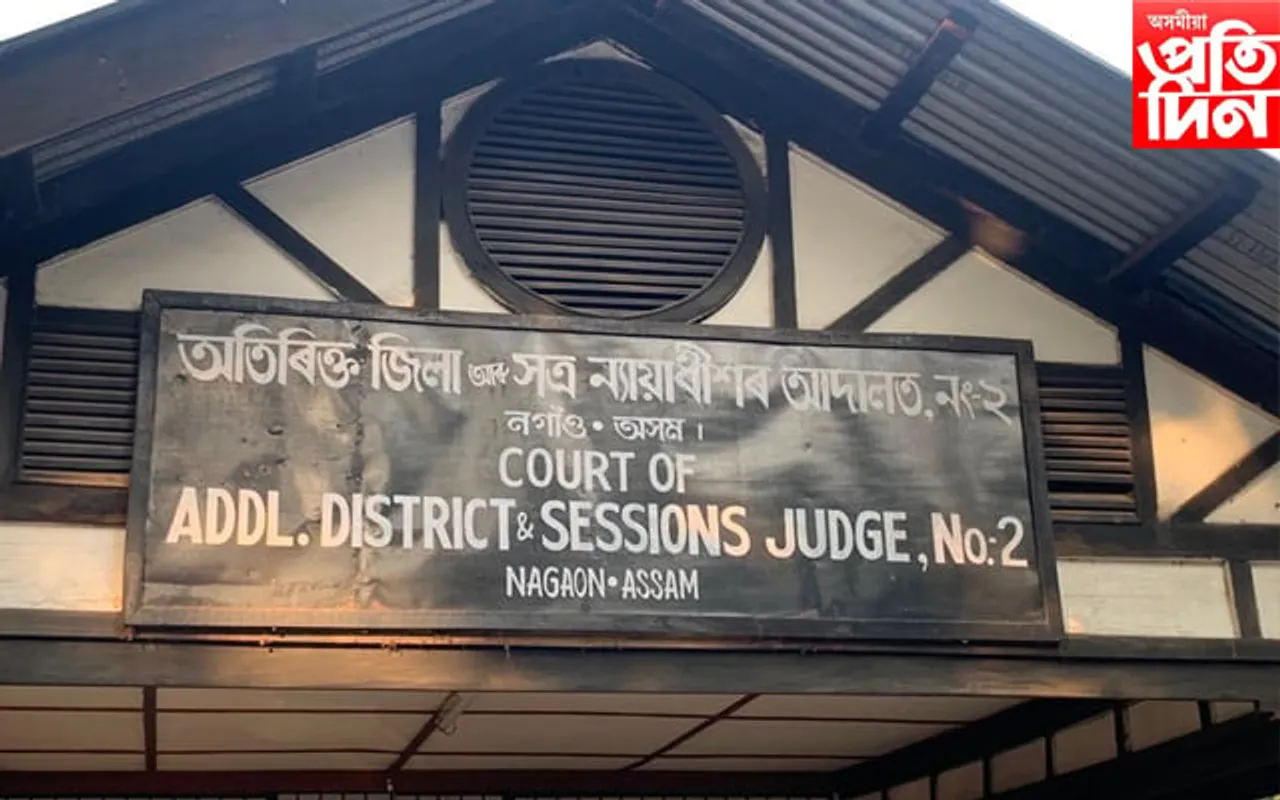 অসমীয়া
প্ৰতি
দিন
অতিৰিক্ত জিলা আৰু সত্ৰ ন্যায়াধীশৰ আদালত, নং-২
নগাঁও • অসম ।
COURT OF
ADDL. DISTRICT & SESSIONS JUDGE, No:-2
NAGAON • ASSAM